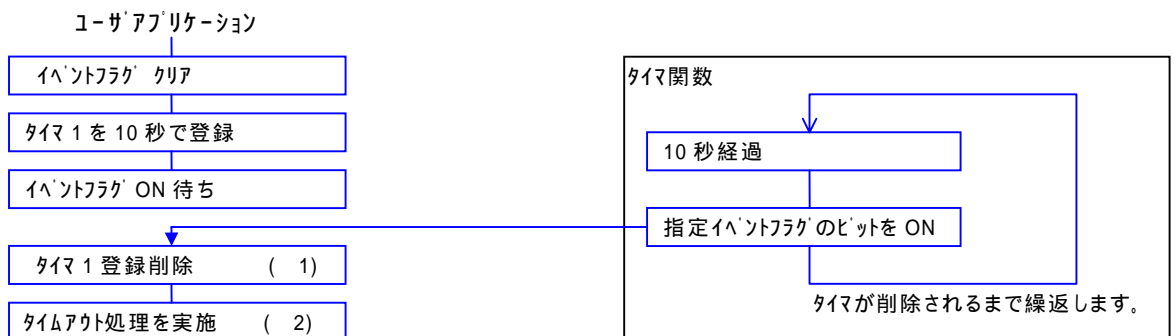 ﾕｰｻﾞｱﾌﾟﾘｹｰｼｮﾝ
ｲﾍﾞﾝﾄﾌﾗｸﾞ ｸﾘｱ
ﾀｲﾏ 1 を 10 秒で登録
ｲﾍﾞﾝﾄﾌﾗｸﾞ ON 待ち
ﾀｲﾏ 1 登録削除 ( 1)
ﾀｲﾑｱｳﾄ処理を実施 ( 2)
ﾀｲﾏ関数
10 秒経過
指定ｲﾍﾞﾝﾄﾌﾗｸﾞのﾋﾞｯﾄを ON
ﾀｲﾏが削除されるまで繰返します。